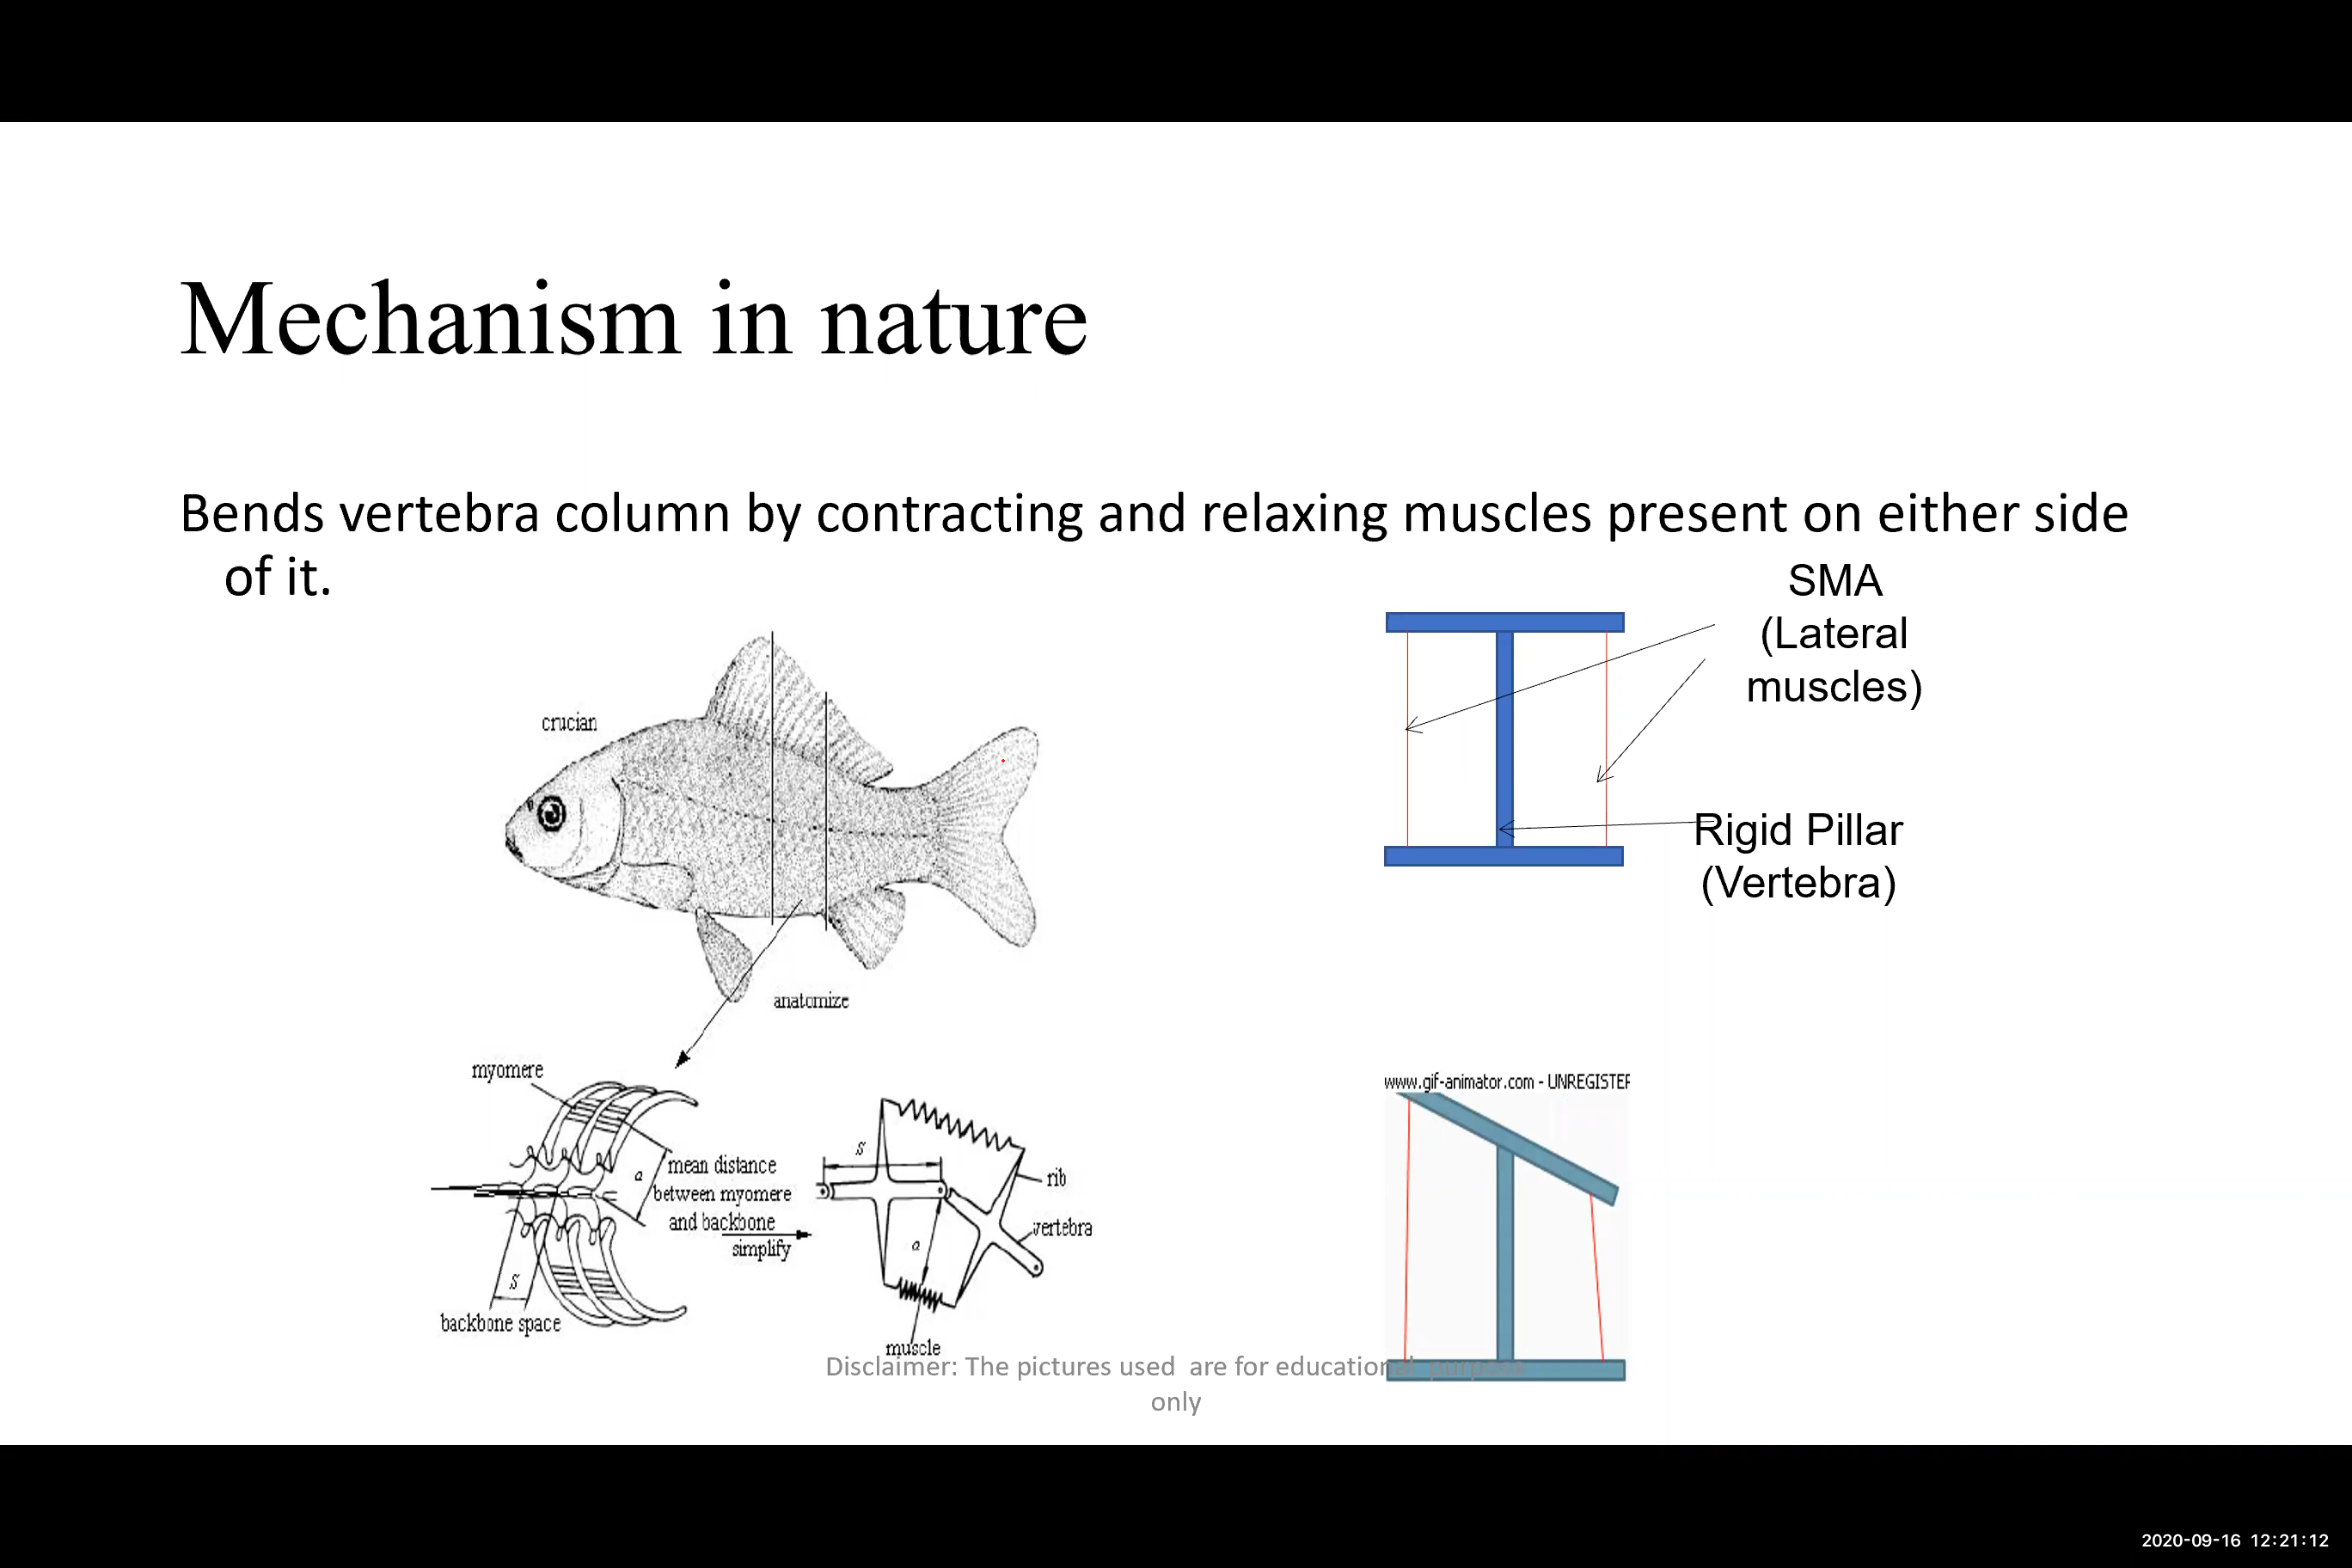 Mechanism in nature
Bends vertebra column by contracting and relaxing muscles present on either side
of it.
SMA
(Lateral
muscles)
Rigid Pillar
(Vertebra)
crucian
anatomize
myomere
a
mean distance
between myomere
and backbone
simplify
s
backbone space
s
rib
vertebra
a
muscle
www.gif-animator.com - UNREGISTER
Disclaimer: The pictures used are for educational purpose
only
2020-09-16 12:21:12